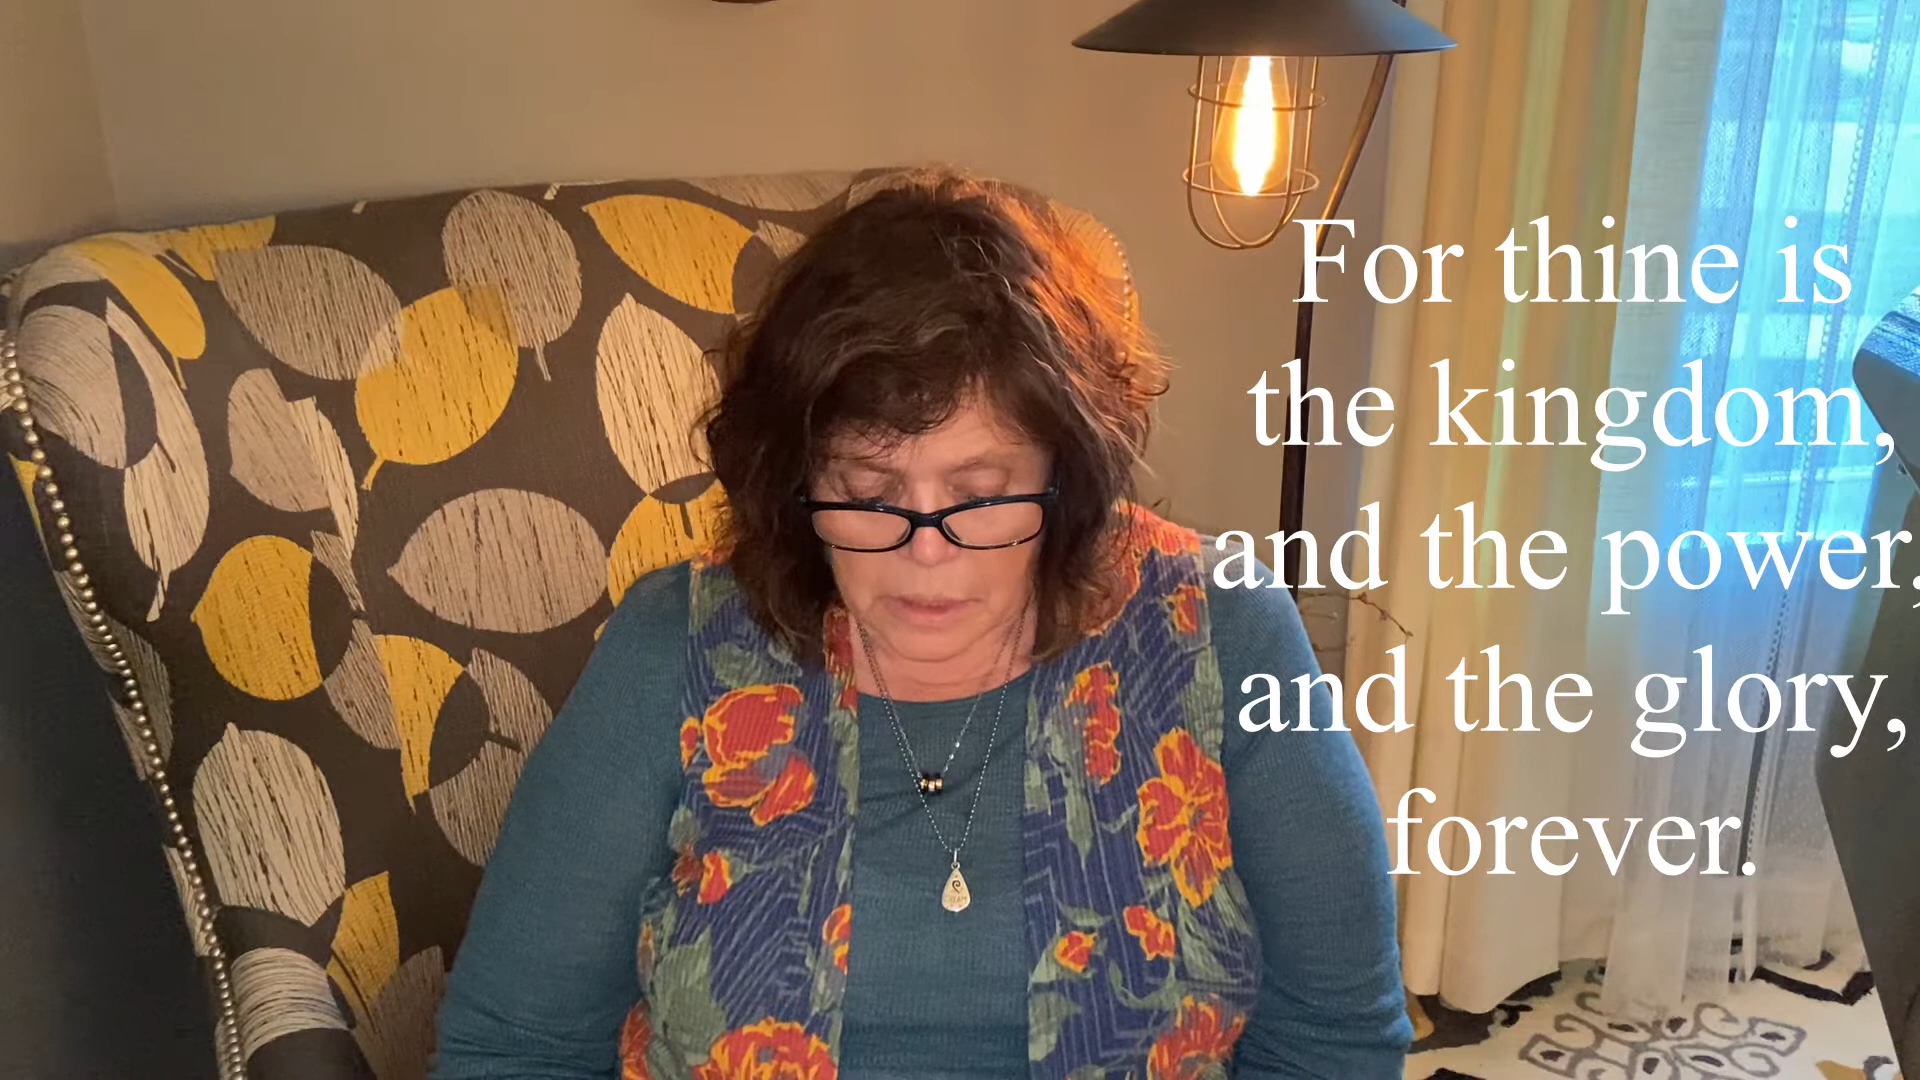 For thine is
the kingdom,
and the power,
and the glory,
forever.